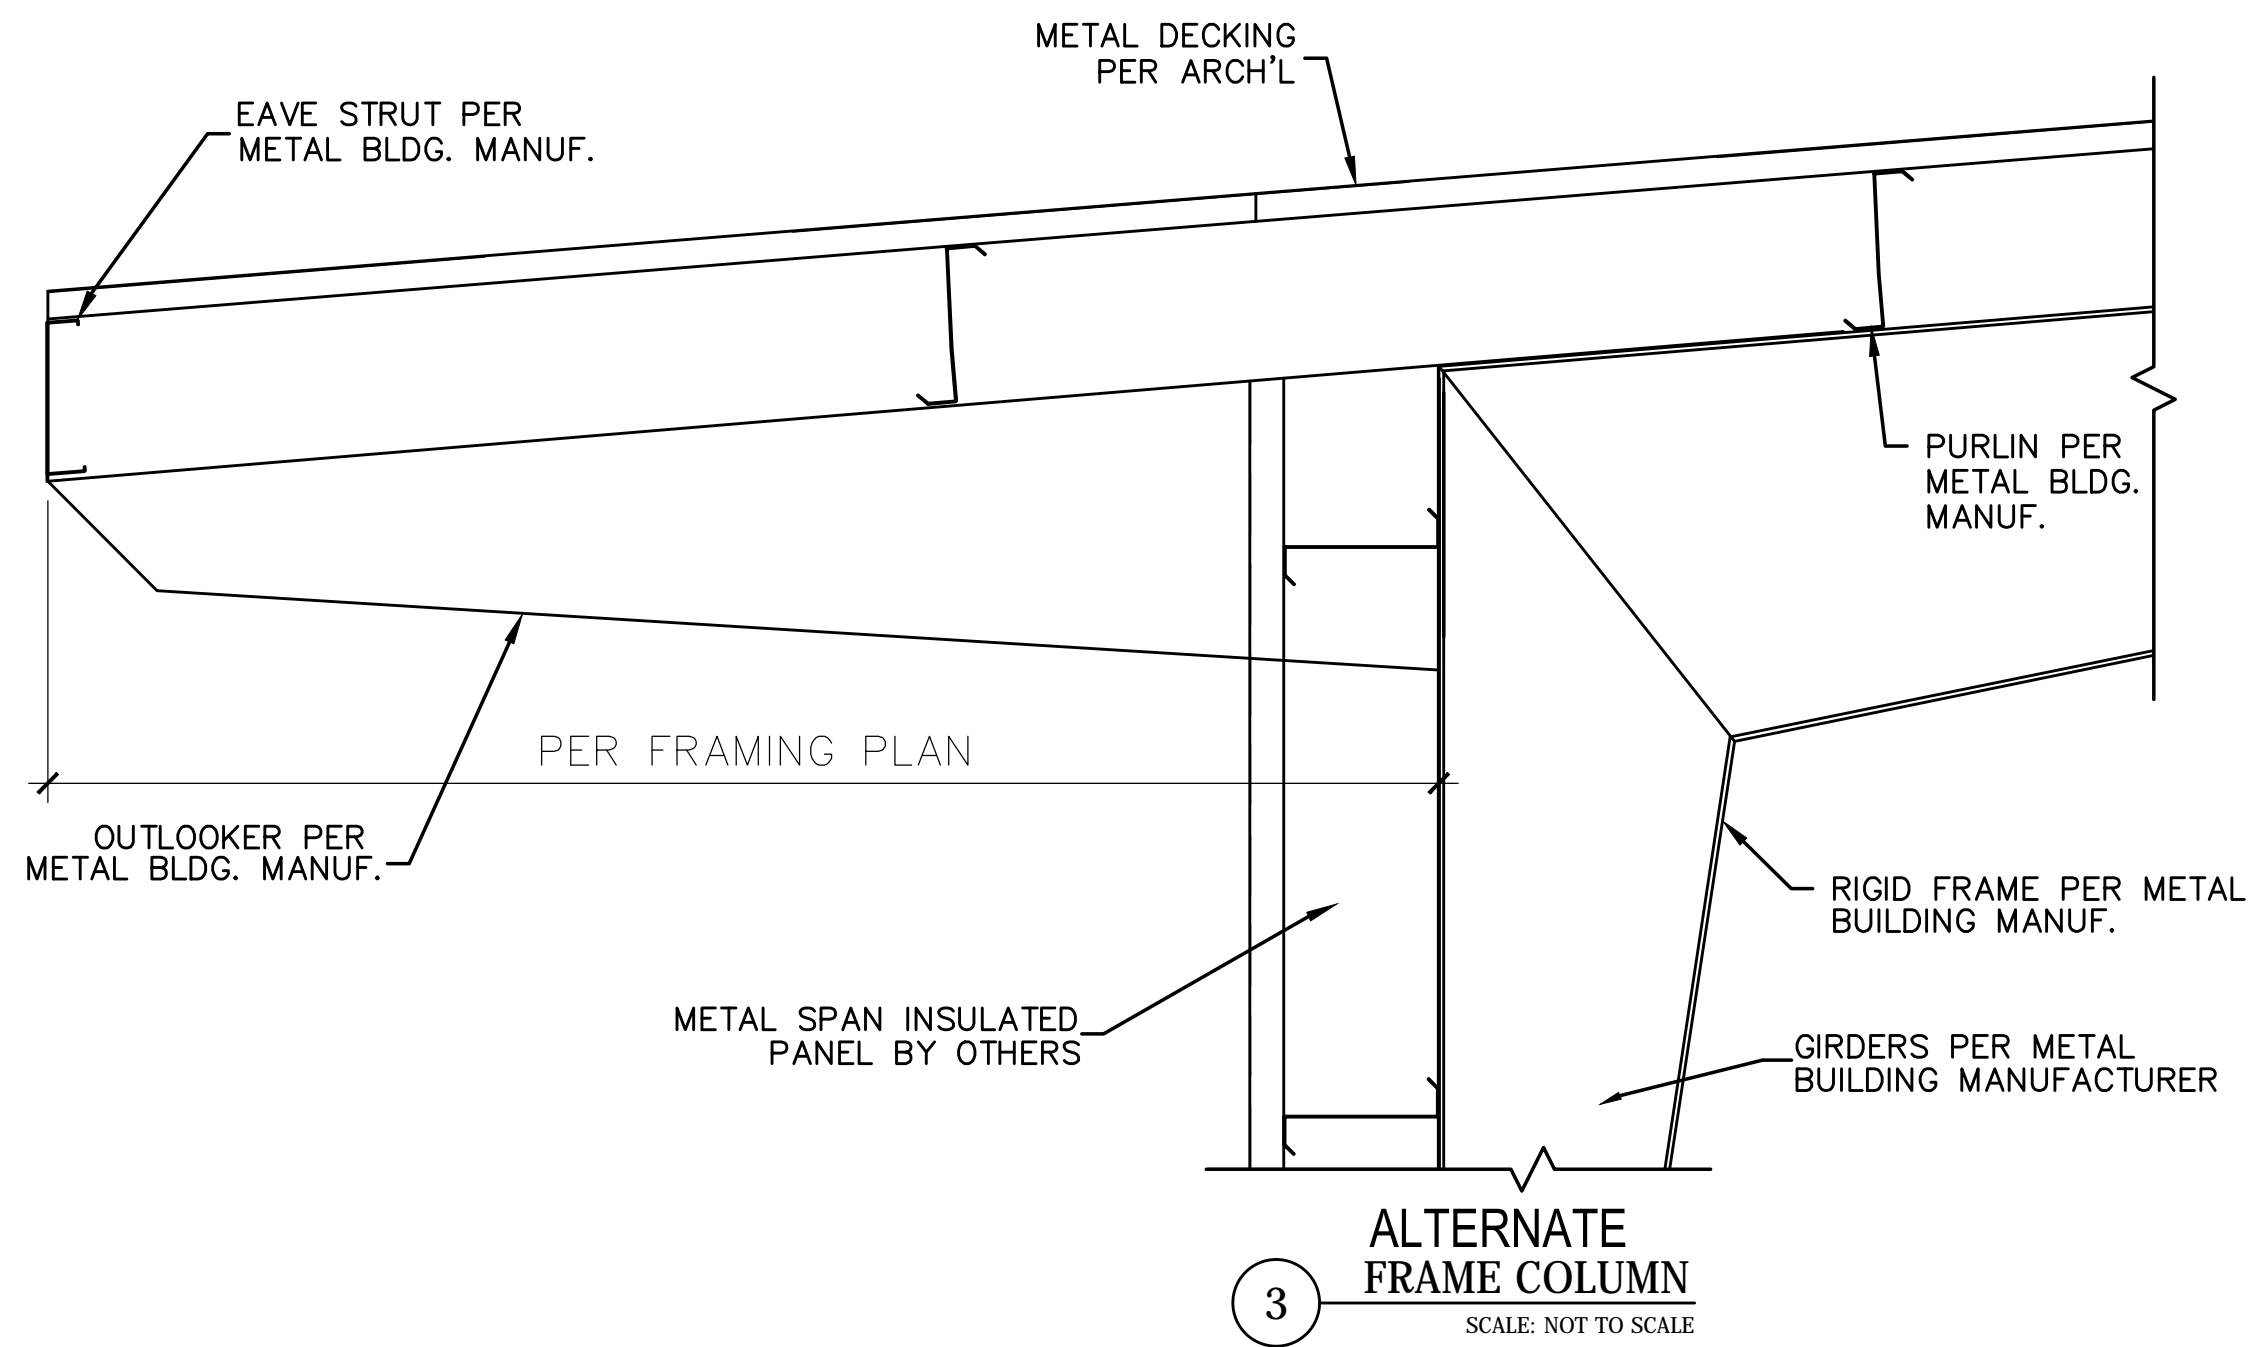 METAL DECKING
PER ARCH'L
EAVE STRUT PER
METAL BLDG. MANUF.
PURLIN PER
METAL BLDG.
MANUF.
PER FRAMING PLAN
OUTLOOKER PER
METAL BLDG. MANUF.
RIGID FRAME PER METAL
BUILDING MANUF.
METAL SPAN INSULATED
PANEL BY OTHERS
GIRDERS PER METAL
BUILDING MANUFACTURER
ALTERNATE
FRAME COLUMN
3
SCALE: NOT TO SCALE